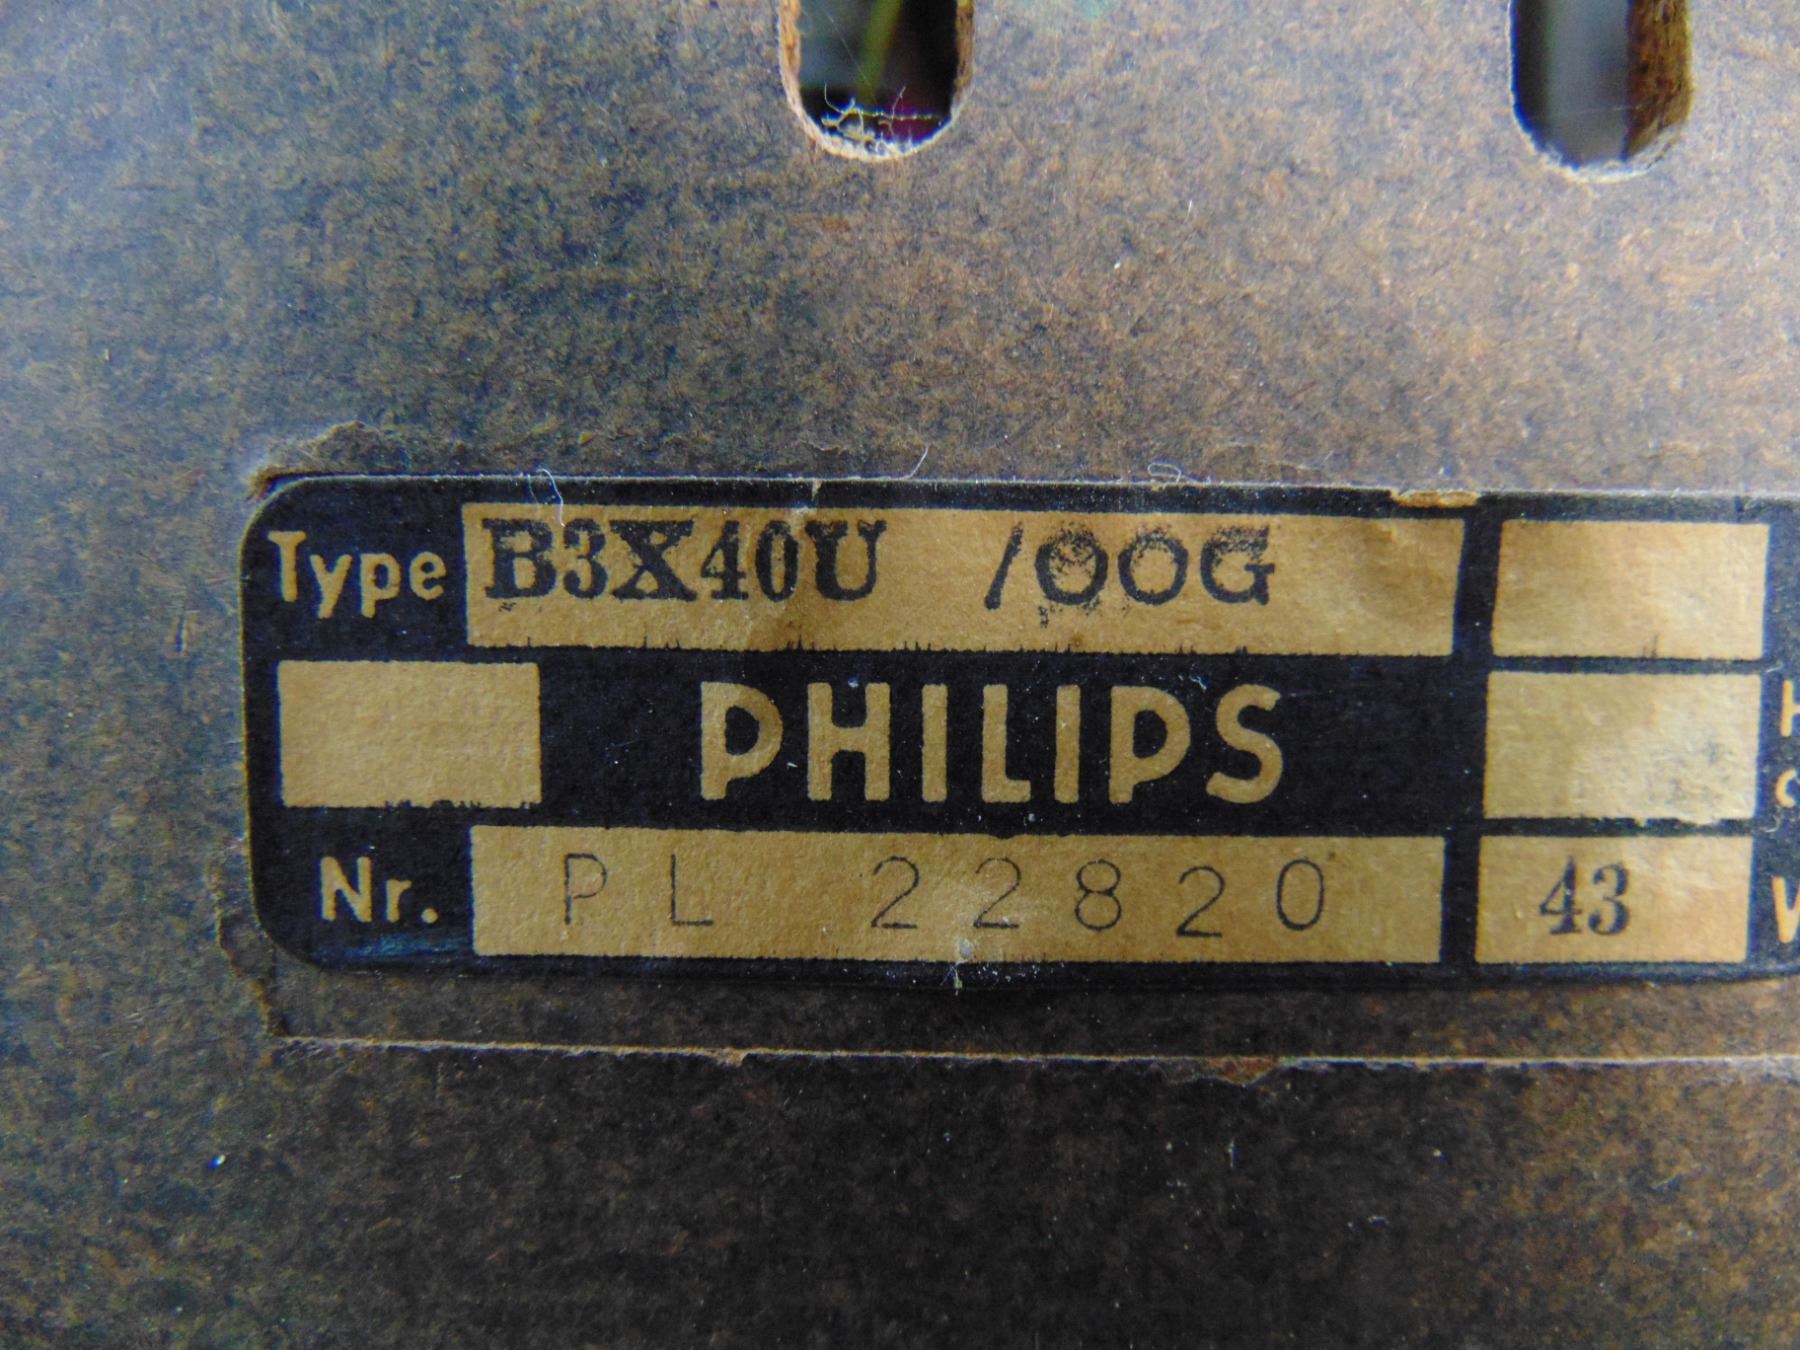 Type B3X40U /00G
PHILIPS
Nr. PL 22820 43